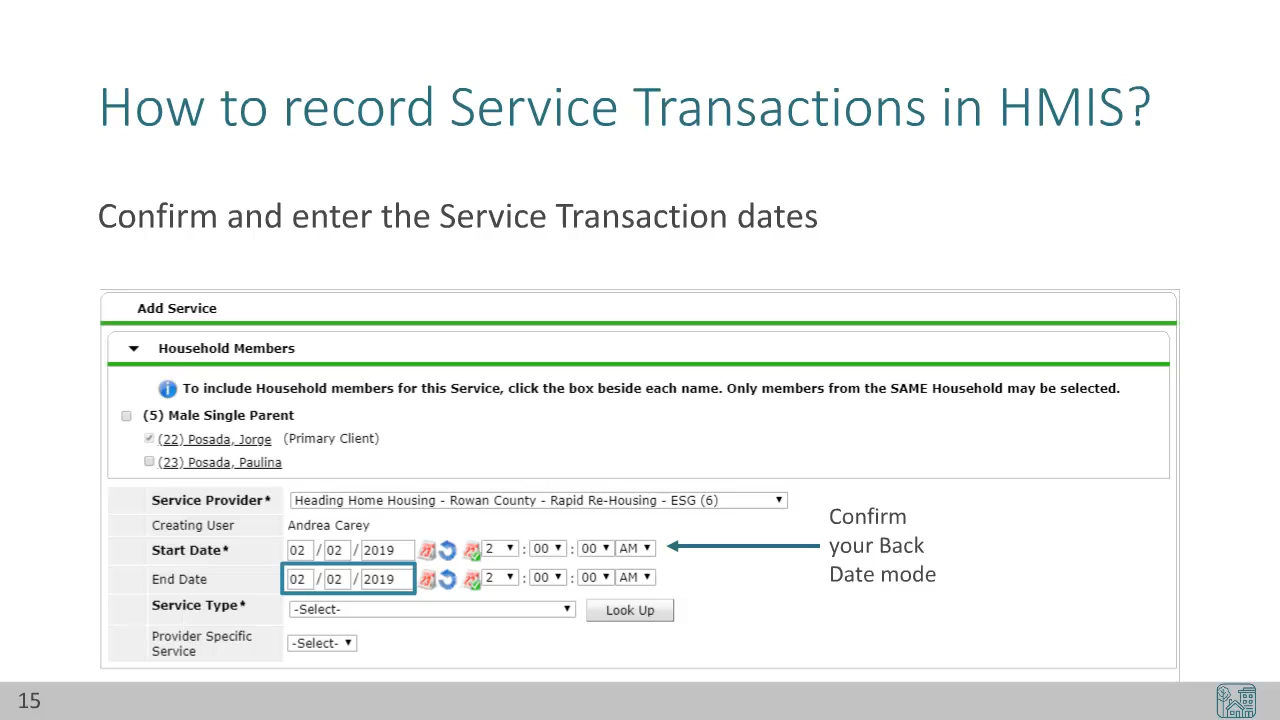 How to record Service Transactions in HMIS?
Confirm and enter the Service Transaction dates
Add Service
Household Members
To include Household members for this Service, click the box beside each name. Only members from the SAME Household may be selected.
(5) Male Single Parent
(22) Posada, Jorge (Primary Client)
(23) Posada, Paulina
Service Provider* Heading Home Housing - Rowan County - Rapid Re-Housing - ESG (6)
Creating User Andrea Carey
Start Date* 02 / 02 / 2019 2 : 00 : 00 AM
End Date 02 / 02 / 2019 2 : 00 : 00 AM
Service Type* -Select- Look Up
Provider Specific
Service -Select-
Confirm
your Back
Date mode
15